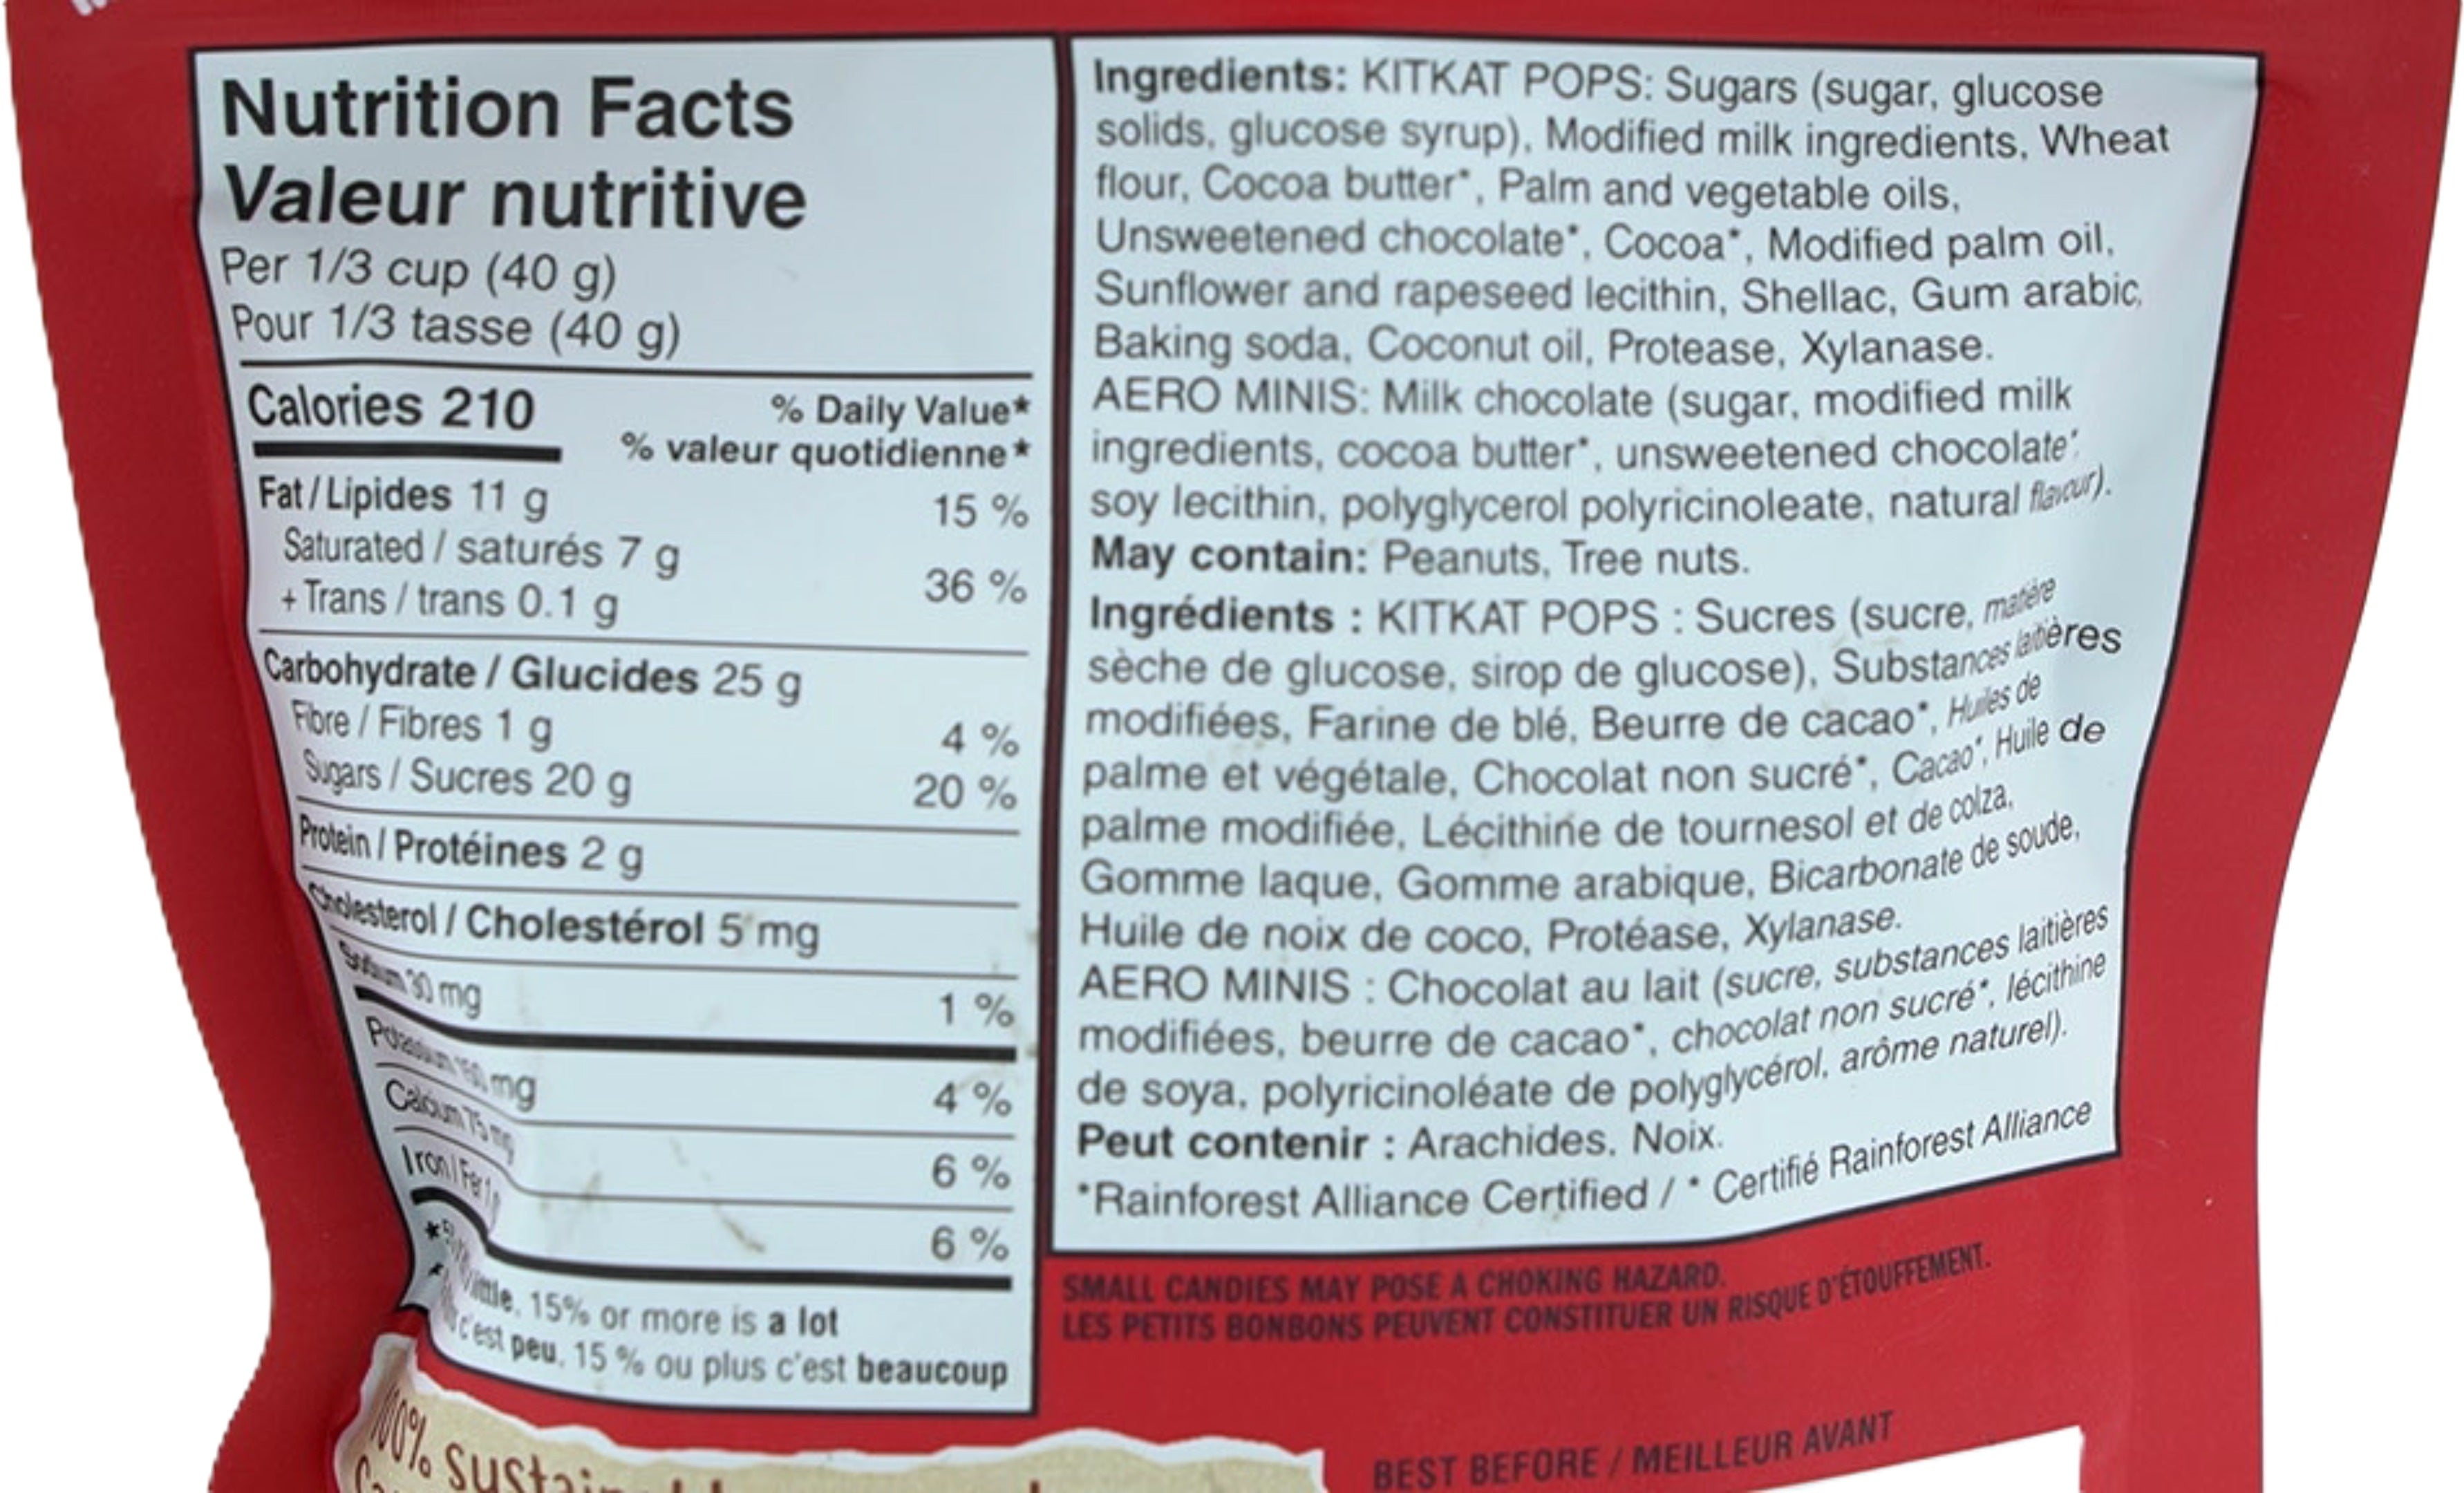 Nutrition Facts
Valeur nutritive
Per 1/3 cup (40 g)
Pour 1/3 tasse (40 g)
Calories 210
% Daily Value*
% valeur quotidienne*
Fat / Lipides 11 g 15 %
Saturated / saturés 7 g
+ Trans / trans 0.1 g 36 %
Carbohydrate / Glucides 25 g
Fibre / Fibres 1 g 4 %
Sugars / Sucres 20 g 20 %
Protein / Protéines 2 g
Cholesterol / Cholestérol 5 mg
Sodium 30 mg 1 %
Potassium 150 mg 4 %
Calcium 75 mg 6 %
Iron / Fer 6 %
little, 15% or more is a lot
c'est peu, 15 % ou plus c'est beaucoup
Ingredients: KITKAT POPS: Sugars (sugar, glucose
solids, glucose syrup), Modified milk ingredients, Wheat
flour, Cocoa butter*, Palm and vegetable oils,
Unsweetened chocolate*, Cocoa*, Modified palm oil,
Sunflower and rapeseed lecithin, Shellac, Gum arabic,
Baking soda, Coconut oil, Protease, Xylanase.
AERO MINIS: Milk chocolate (sugar, modified milk
ingredients, cocoa butter*, unsweetened chocolate*,
soy lecithin, polyglycerol polyricinoleate, natural flavour).
May contain: Peanuts, Tree nuts.
Ingrédients : KITKAT POPS : Sucres (sucre, matière
sèche de glucose, sirop de glucose), Substances laitières
modifiées, Farine de blé, Beurre de cacao*, Huiles de
palme et végétale, Chocolat non sucré*, Cacao*, Huile de
palme modifiée, Lécithine de tournesol et de colza,
Gomme laque, Gomme arabique, Bicarbonate de soude,
Huile de noix de coco, Protéase, Xylanase.
AERO MINIS : Chocolat au lait (sucre, substances laitières
modifiées, beurre de cacao*, chocolat non sucré*, lécithine
de soya, polyricinoléate de polyglycérol, arôme naturel).
Peut contenir : Arachides, Noix.
*Rainforest Alliance Certified / * Certifié Rainforest Alliance
SMALL CANDIES MAY POSE A CHOKING HAZARD.
LES PETITS BONBONS PEUVENT CONSTITUER UN RISQUE D'ÉTOUFFEMENT.
BEST BEFORE / MEILLEUR AVANT
100%